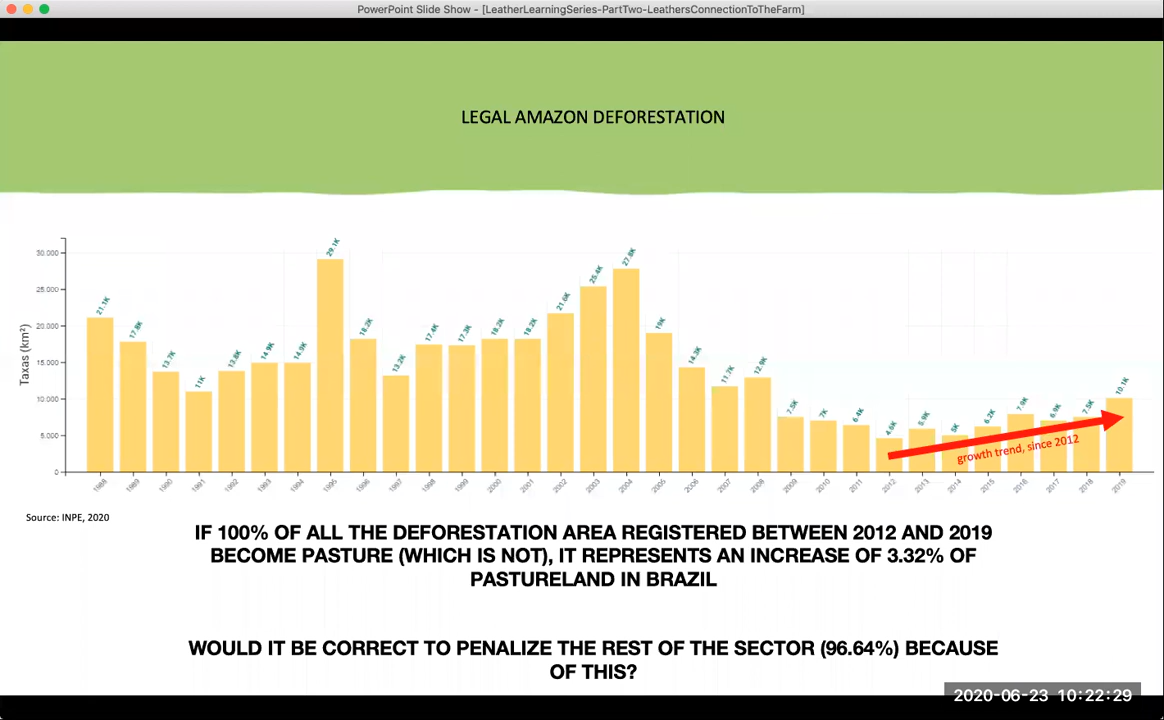 PowerPoint Slide Show - [LeatherLearningSeries-PartTwo-LeathersConnectionToTheFarm]
LEGAL AMAZON DEFORESTATION
Taxas (km²)
30.000
25.000
20.000
15.000
10.000
5.000
0
21.1K
17.8K
13.7K
11K
13.8K
14.9K
14.9K
29.1K
18.2K
13.2K
17.4K
17.3K
18.2K
18.2K
21.6K
25.4K
27.8K
19K
14.3K
11.7K
12.9K
7.5K
7K
6.4K
4.6K
5.9K
5K
6.2K
7.9K
6.9K
7.5K
10.1K
growth trend, since 2012
1988
1989
1990
1991
1992
1993
1994
1995
1996
1997
1998
1999
2000
2001
2002
2003
2004
2005
2006
2007
2008
2009
2010
2011
2012
2013
2014
2015
2016
2017
2018
2019
Source: INPE, 2020
IF 100% OF ALL THE DEFORESTATION AREA REGISTERED BETWEEN 2012 AND 2019
BECOME PASTURE (WHICH IS NOT), IT REPRESENTS AN INCREASE OF 3.32% OF
PASTURELAND IN BRAZIL
WOULD IT BE CORRECT TO PENALIZE THE REST OF THE SECTOR (96.64%) BECAUSE
OF THIS?
2020-06-23 10:22:29